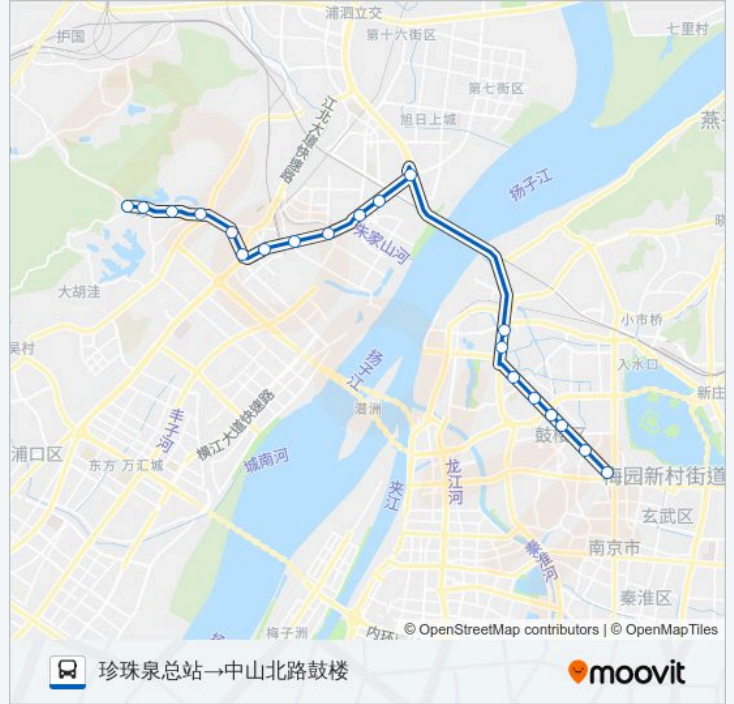 浦泗立交
护国
第十六街区
七里村
第七街区
江北大道快速路
旭日上城
扬子江
朱家山河
大胡洼
小市桥
扬子江
入水口
新庄
潜洲
丰子河
横江大道快速路
浦口区
东方 万汇城
城南河
夹江
龙江河
梅园新村街道
玄武区
南京市
秦淮河
秦淮区
梅子洲
© OpenStreetMap contributors | © OpenMapTiles
珍珠泉总站→中山北路鼓楼
moovit